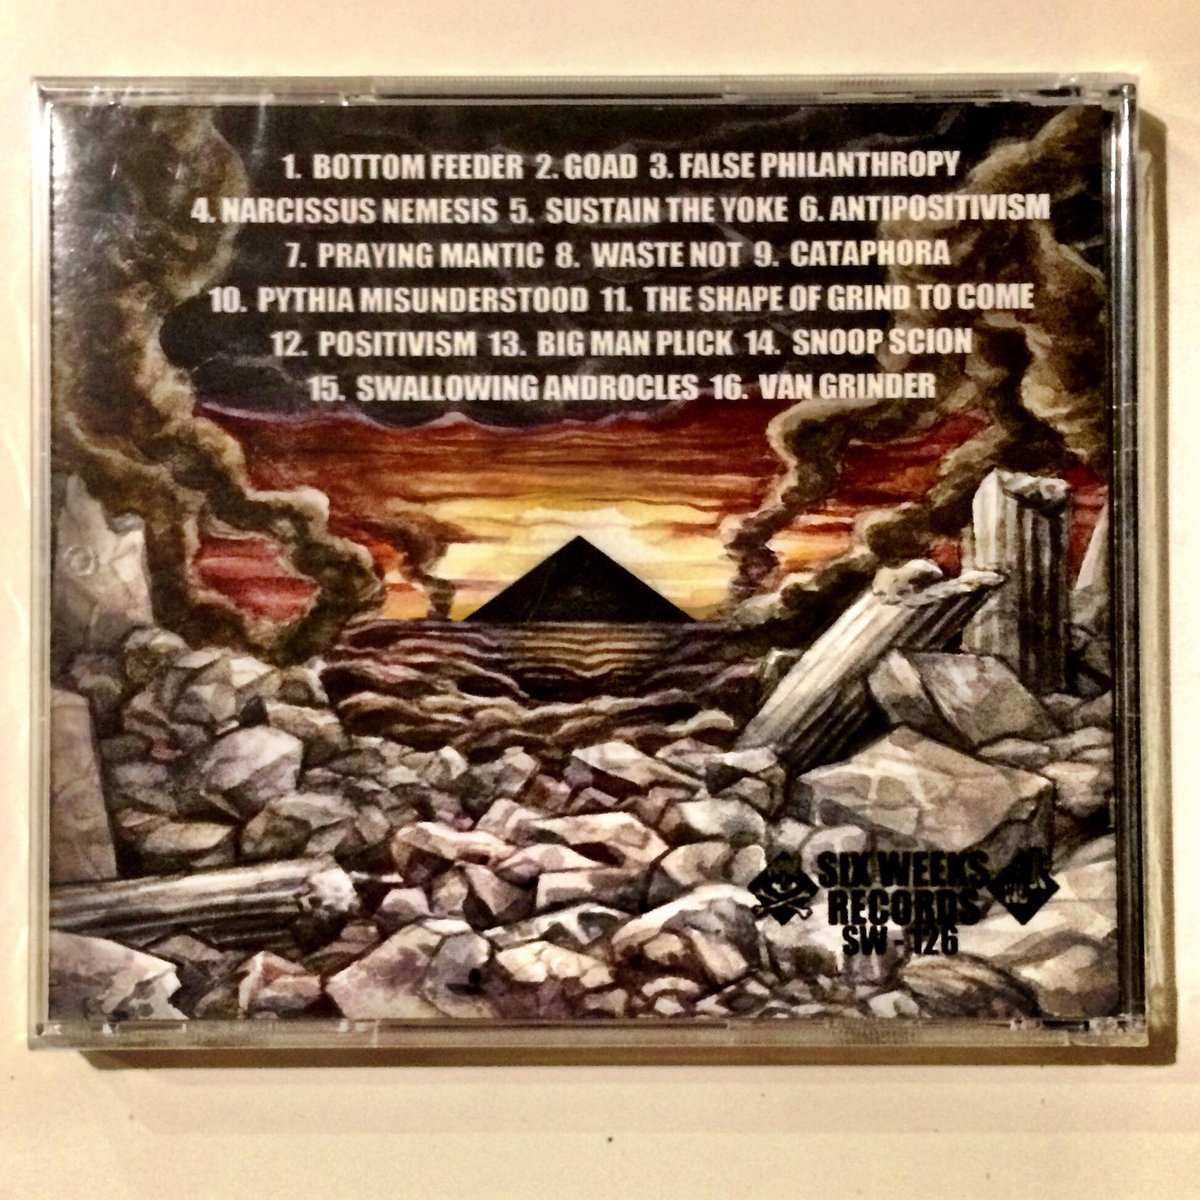 1. BOTTOM FEEDER 2. GOAD 3. FALSE PHILANTHROPY
4. NARCISSUS NEMESIS 5. SUSTAIN THE YOKE 6. ANTIPOSITIVISM
7. PRAYING MANTIC 8. WASTE NOT 9. CATAPHORA
10. PYTHIA MISUNDERSTOOD 11. THE SHAPE OF GRIND TO COME
12. POSITIVISM 13. BIG MAN PLICK 14. SNOOP SCION
15. SWALLOWING ANDROCLES 16. VAN GRINDER
SIX WEEKS
RECORDS
SW - 126